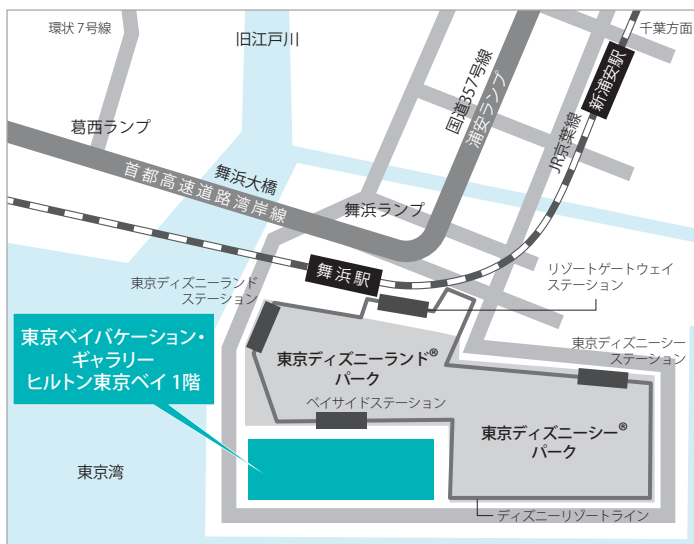 環状7号線
旧江戸川
千葉方面
新浦安駅
国道357号線
浦安ランプ
JR京葉線
葛西ランプ
舞浜大橋
首都高速道路湾岸線
舞浜ランプ
舞浜駅
リゾートゲートウェイ
ステーション
東京ディズニーランド
ステーション
東京ベイバケーション・
ギャラリー
ヒルトン東京ベイ 1階
東京ディズニーランド®
パーク
東京ディズニーシー
ステーション
ベイサイドステーション
東京ディズニーシー®
パーク
東京湾
ディズニーリゾートライン